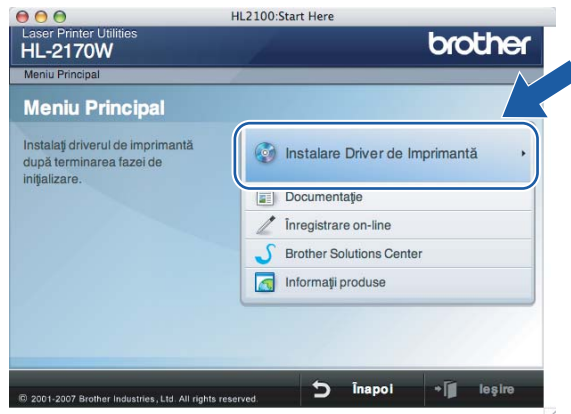 HL2100:Start Here
Laser Printer Utilities
HL-2170W
brother
Meniu Principal
Meniu Principal
Instalaţi driverul de imprimantă
după terminarea fazei de
iniţializare.
Instalare Driver de Imprimantă
Documentaţie
Înregistrare on-line
Brother Solutions Center
Informaţii produse
© 2001-2007 Brother Industries, Ltd. All rights reserved.
Înapoi
Ieşire